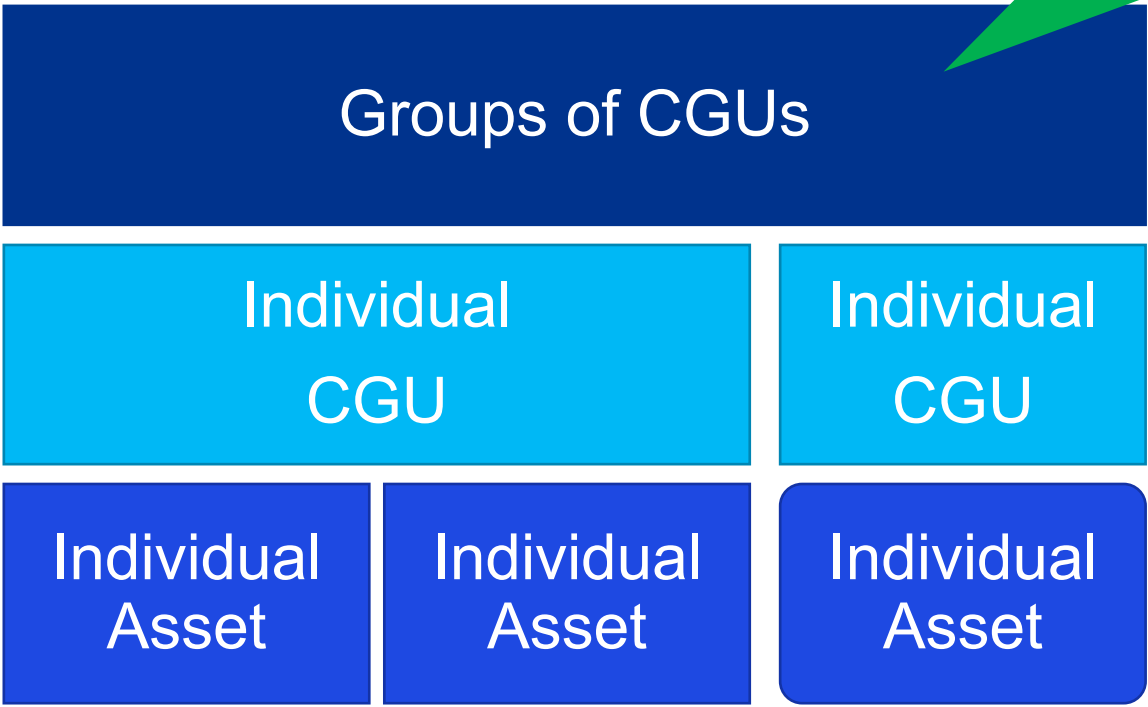 Groups of CGUs
Individual
CGU
Individual
CGU
Individual
Asset
Individual
Asset
Individual
Asset